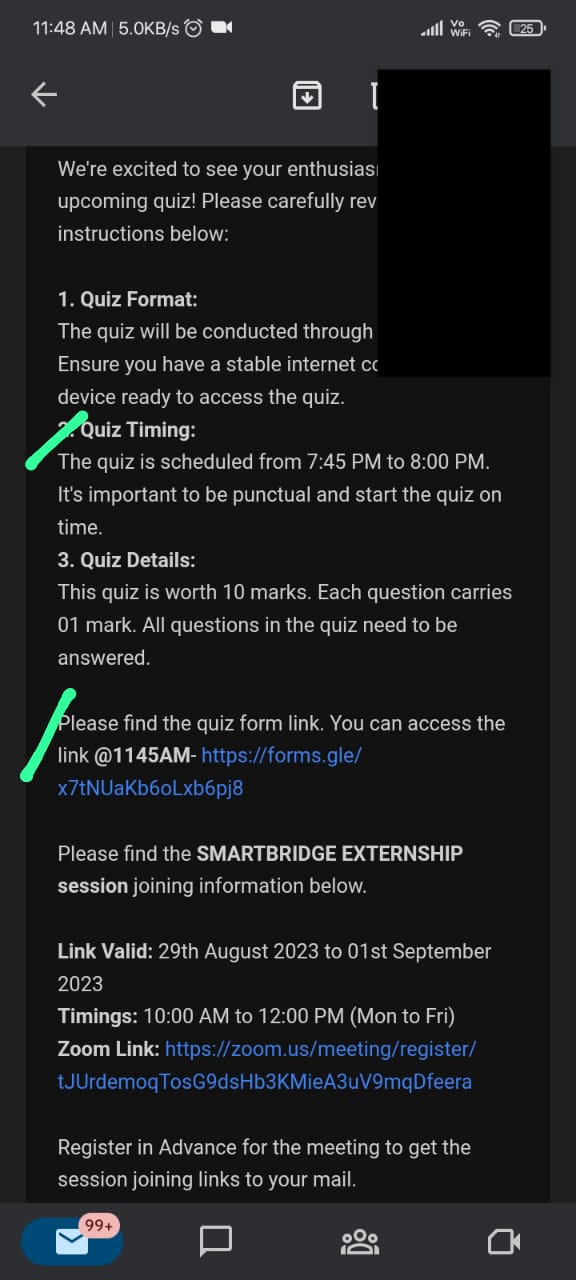 11:48 AM | 5.0KB/s
Vo
WiFi
25
We're excited to see your
upcoming quiz! Please carefully
instructions below:
1. Quiz Format:
The quiz will be conducted through
Ensure you have a stable internet
device ready to access the quiz.
Quiz Timing:
The quiz is scheduled from 7:45 PM to 8:00 PM.
It's important to be punctual and start the quiz on
time.
3. Quiz Details:
This quiz is worth 10 marks. Each question carries
01 mark. All questions in the quiz need to be
answered.
Please find the quiz form link. You can access the
link @1145AM- https://forms.gle/
x7tNUaKb6oLxb6pj8
Please find the SMARTBRIDGE EXTERNSHIP
session joining information below.
Link Valid: 29th August 2023 to 01st September
2023
Timings: 10:00 AM to 12:00 PM (Mon to Fri)
Zoom Link: https://zoom.us/meeting/register/
tJUrdemoqTosG9dsHb3KMieA3uV9mqDfeera
Register in Advance for the meeting to get the
session joining links to your mail.
99+